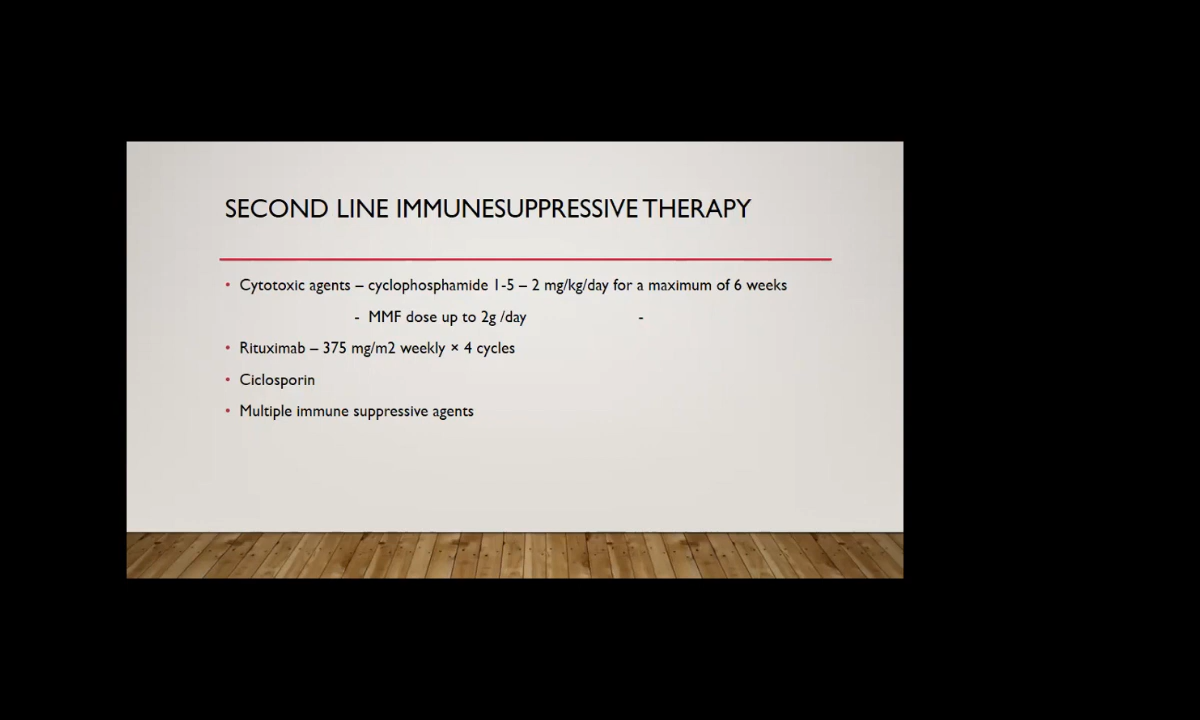 SECOND LINE IMMUNESUPPRESSIVE THERAPY
• Cytotoxic agents – cyclophosphamide 1-5 – 2 mg/kg/day for a maximum of 6 weeks
- MMF dose up to 2g /day -
• Rituximab – 375 mg/m2 weekly × 4 cycles
• Ciclosporin
• Multiple immune suppressive agents